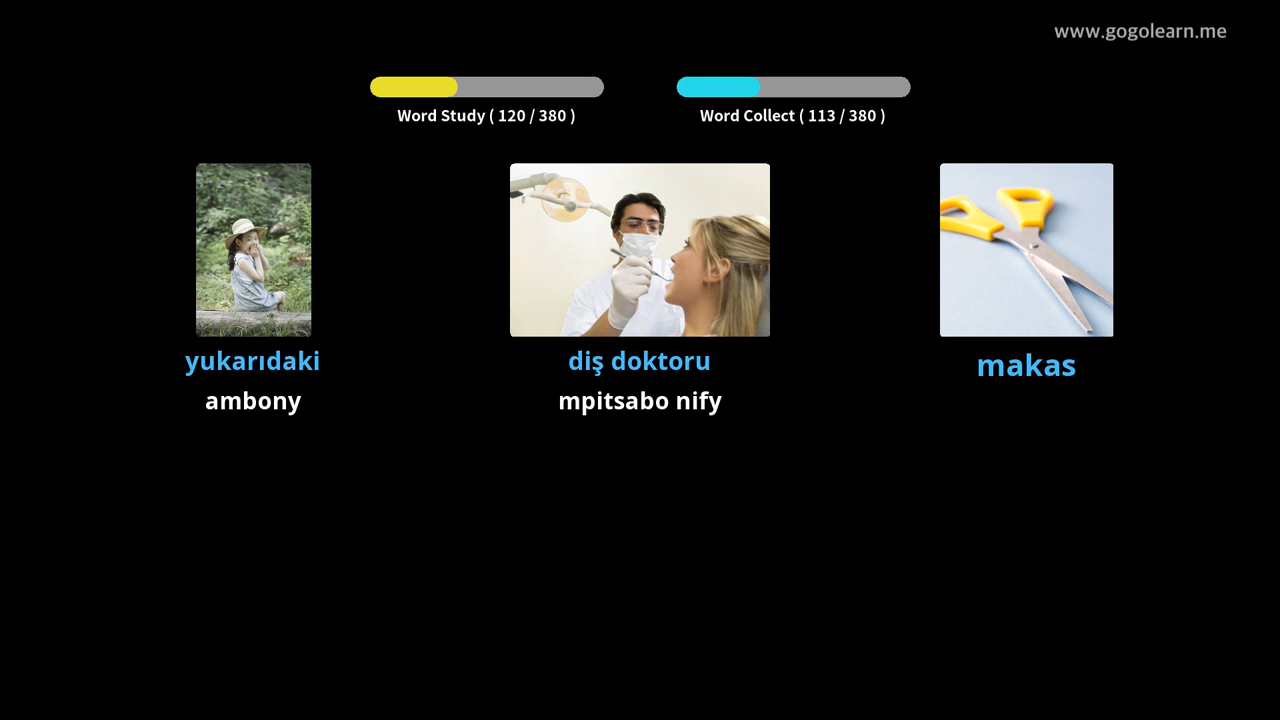 www.gogolearn.me
Word Study ( 120 / 380 )
Word Collect ( 113 / 380 )
yukarıdaki
ambony
diş doktoru
mpitsabo nify
makas